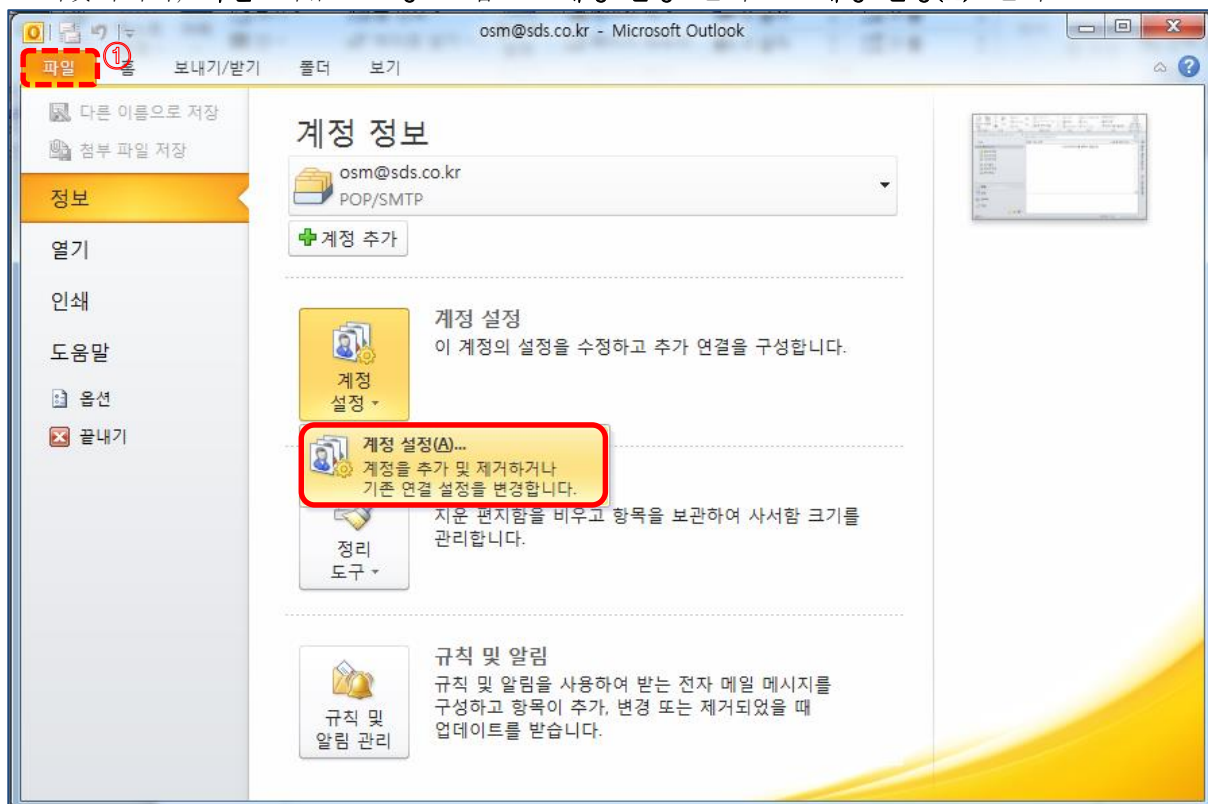 osm@sds.co.kr - Microsoft Outlook
파일 ① 홈 보내기/받기 폴더 보기
다른 이름으로 저장
첨부 파일 저장
정보
열기
인쇄
도움말
옵션
끝내기
계정 정보
osm@sds.co.kr
POP/SMTP
계정 추가
계정
설정
계정 설정
이 계정의 설정을 수정하고 추가 연결을 구성합니다.
계정 설정(A)...
계정을 추가 및 제거하거나
기존 연결 설정을 변경합니다.
정리
도구
지운 편지함을 비우고 항목을 보관하여 사서함 크기를
관리합니다.
규칙 및
알림 관리
규칙 및 알림
규칙 및 알림을 사용하여 받는 전자 메일 메시지를
구성하고 항목이 추가, 변경 또는 제거되었을 때
업데이트를 받습니다.